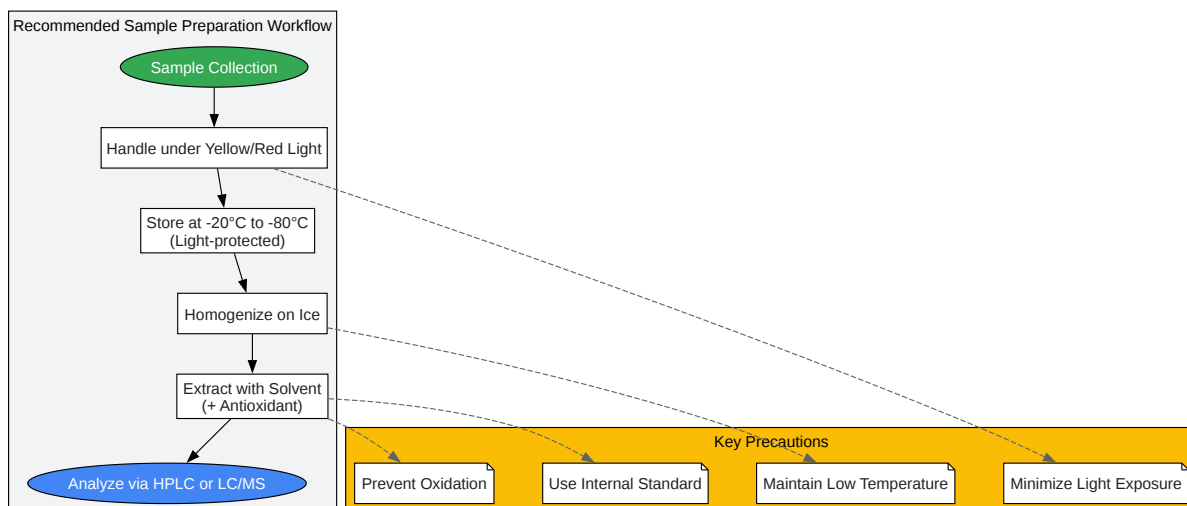 Recommended Sample Preparation Workflow
Sample Collection
Handle under Yellow/Red Light
Store at -20°C to -80°C
(Light-protected)
Homogenize on Ice
Extract with Solvent
(+ Antioxidant)
Analyze via HPLC or LC/MS
Key Precautions
Prevent Oxidation
Use Internal Standard
Maintain Low Temperature
Minimize Light Exposure